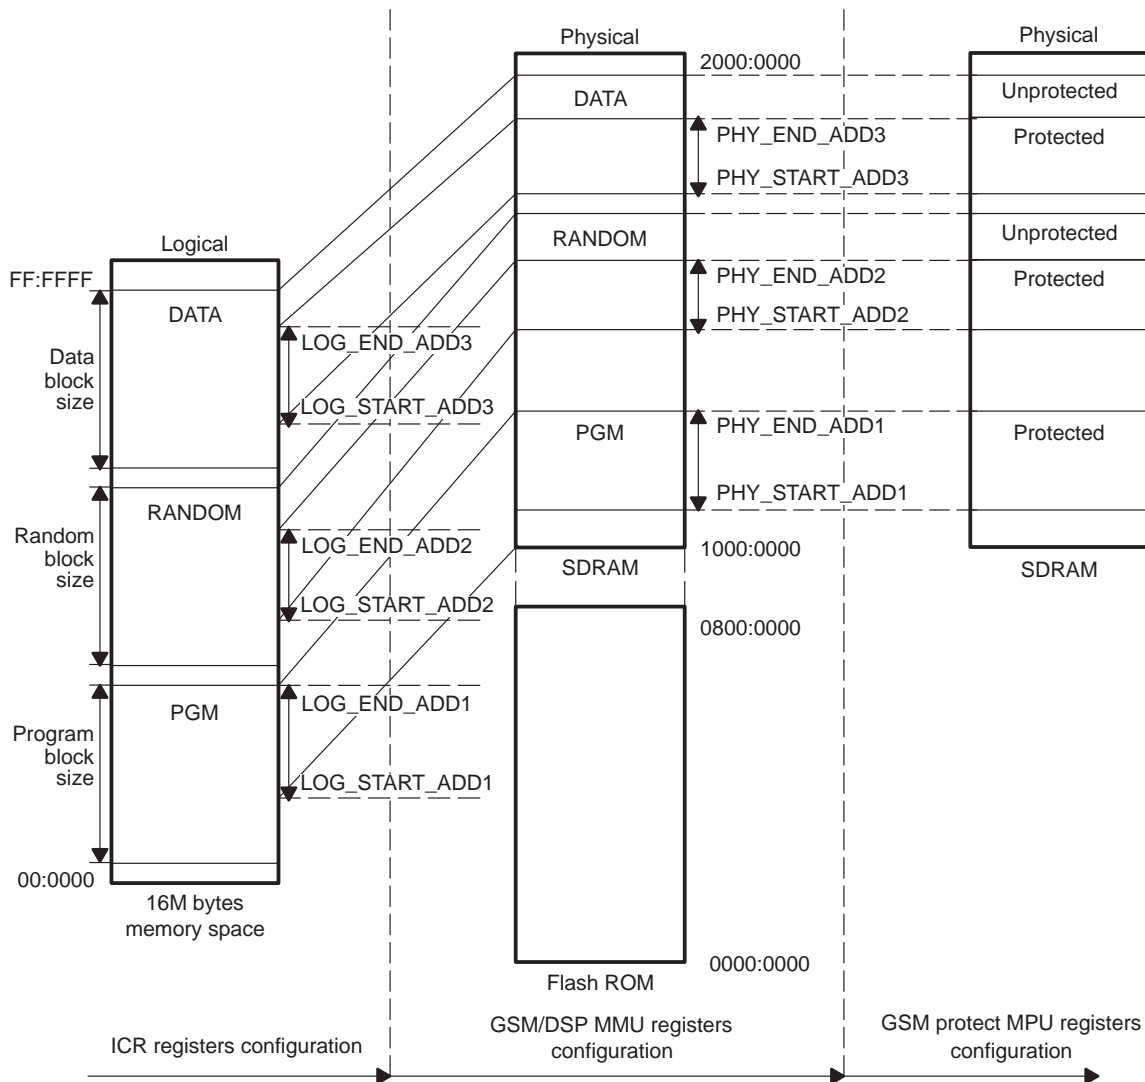 Physical
Physical
2000:0000
DATA
Unprotected
PHY_END_ADD3
Protected
PHY_START_ADD3
Logical
RANDOM
Unprotected
FF:FFFF
PHY_END_ADD2
Protected
DATA
PHY_START_ADD2
LOG_END_ADD3
Data
block
size
LOG_START_ADD3
PGM
PHY_END_ADD1
Protected
PHY_START_ADD1
RANDOM
Random
block
size
LOG_END_ADD2
1000:0000
SDRAM
SDRAM
LOG_START_ADD2
0800:0000
LOG_END_ADD1
PGM
Program
block
size
LOG_START_ADD1
00:0000
16M bytes
memory space
0000:0000
Flash ROM
ICR registers configuration
GSM/DSP MMU registers
configuration
GSM protect MPU registers
configuration